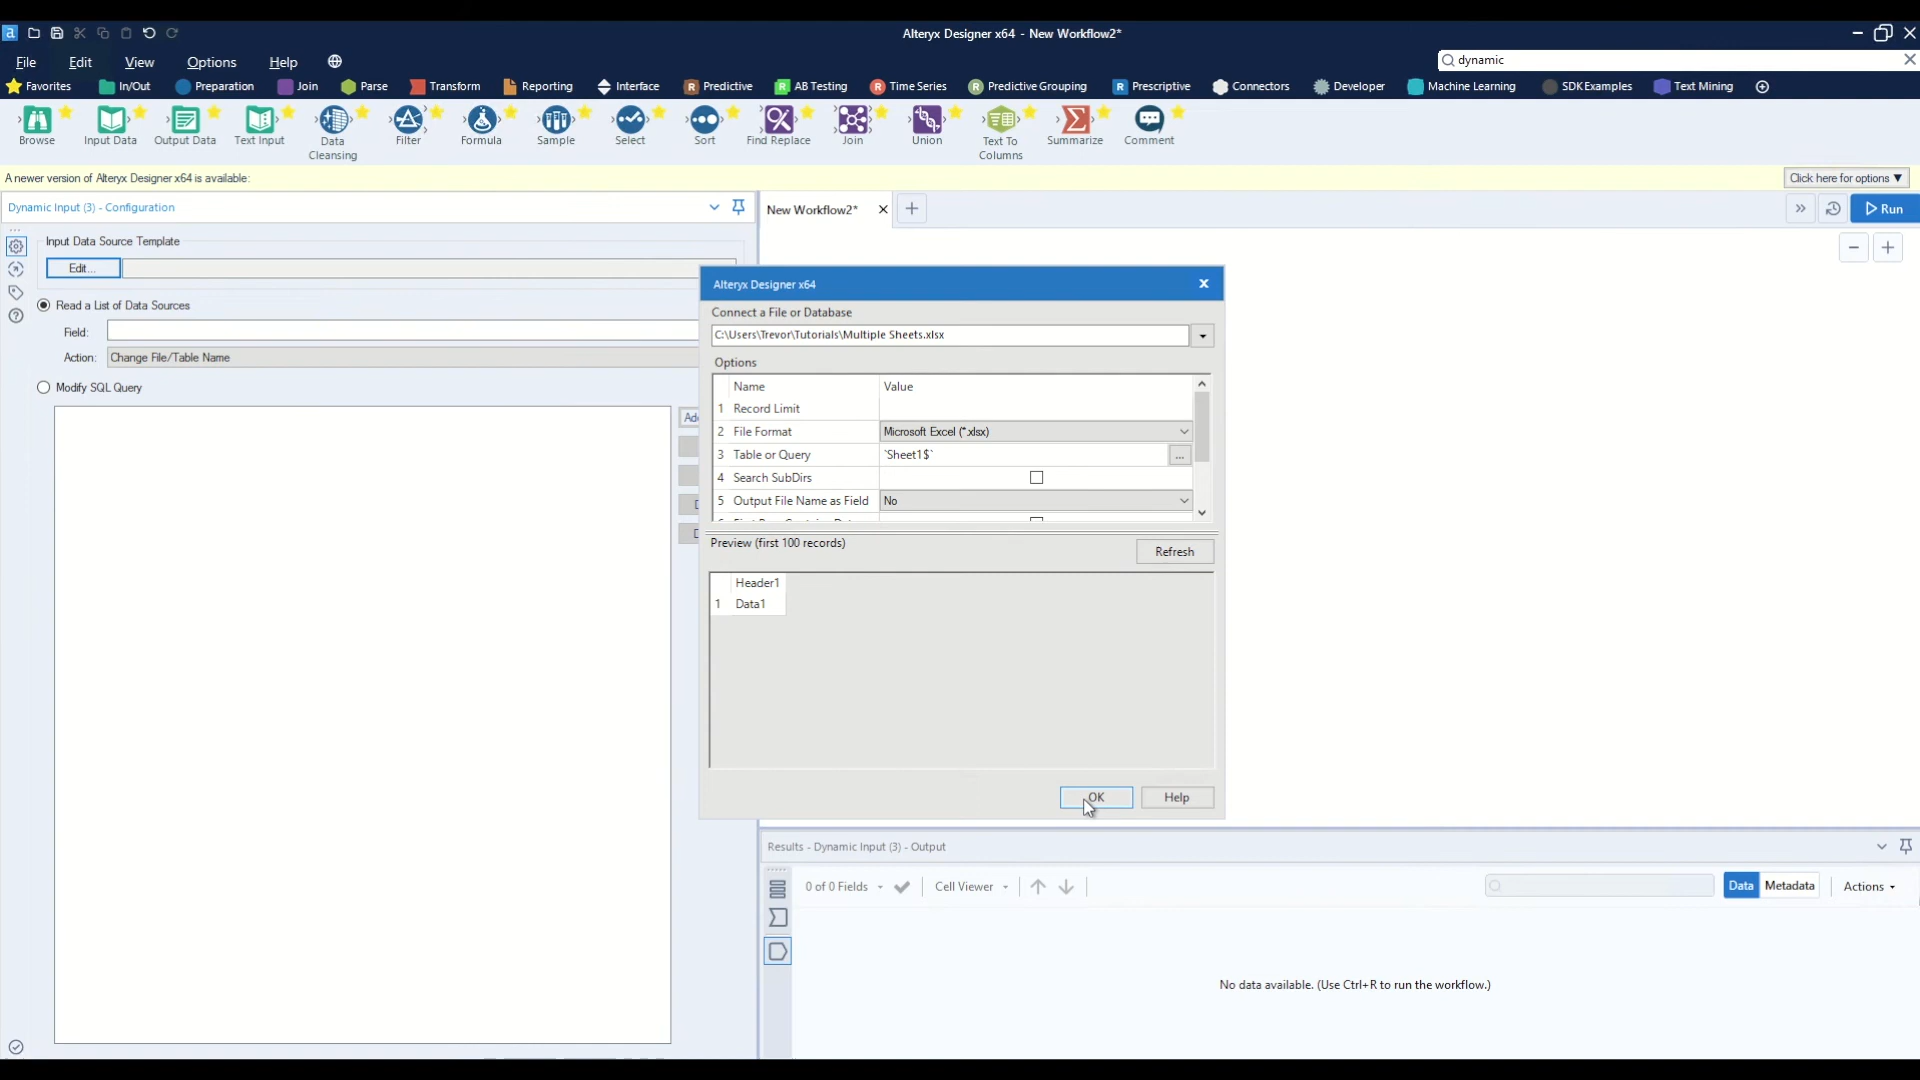 Alteryx Designer x64 - New Workflow2*
File Edit View Options Help
dynamic
Favorites In/Out Preparation Join Parse Transform Reporting Interface Predictive AB Testing Time Series Predictive Grouping Prescriptive Connectors Developer Machine Learning SDK Examples Text Mining
Browse Input Data Output Data Text Input Data Cleansing Filter Formula Sample Select Sort Find Replace Join Union Text To Columns Summarize Comment
A newer version of Alteryx Designer x64 is available:
Click here for options ▼
Dynamic Input (3) - Configuration
New Workflow2*
Run
Input Data Source Template
Edit...
Read a List of Data Sources
Field:
Action: Change File/Table Name
Modify SQL Query
Alteryx Designer x64
Connect a File or Database
C:\Users\Trevor\Tutorials\Multiple Sheets.xlsx
Options
Name Value
1 Record Limit
2 File Format Microsoft Excel (*.xlsx)
3 Table or Query `Sheet1$` ...
4 Search SubDirs
5 Output File Name as Field No
Preview (first 100 records)
Refresh
Header1
1 Data1
OK Help
Results - Dynamic Input (3) - Output
0 of 0 Fields Cell Viewer Data Metadata Actions
No data available. (Use Ctrl+R to run the workflow.)